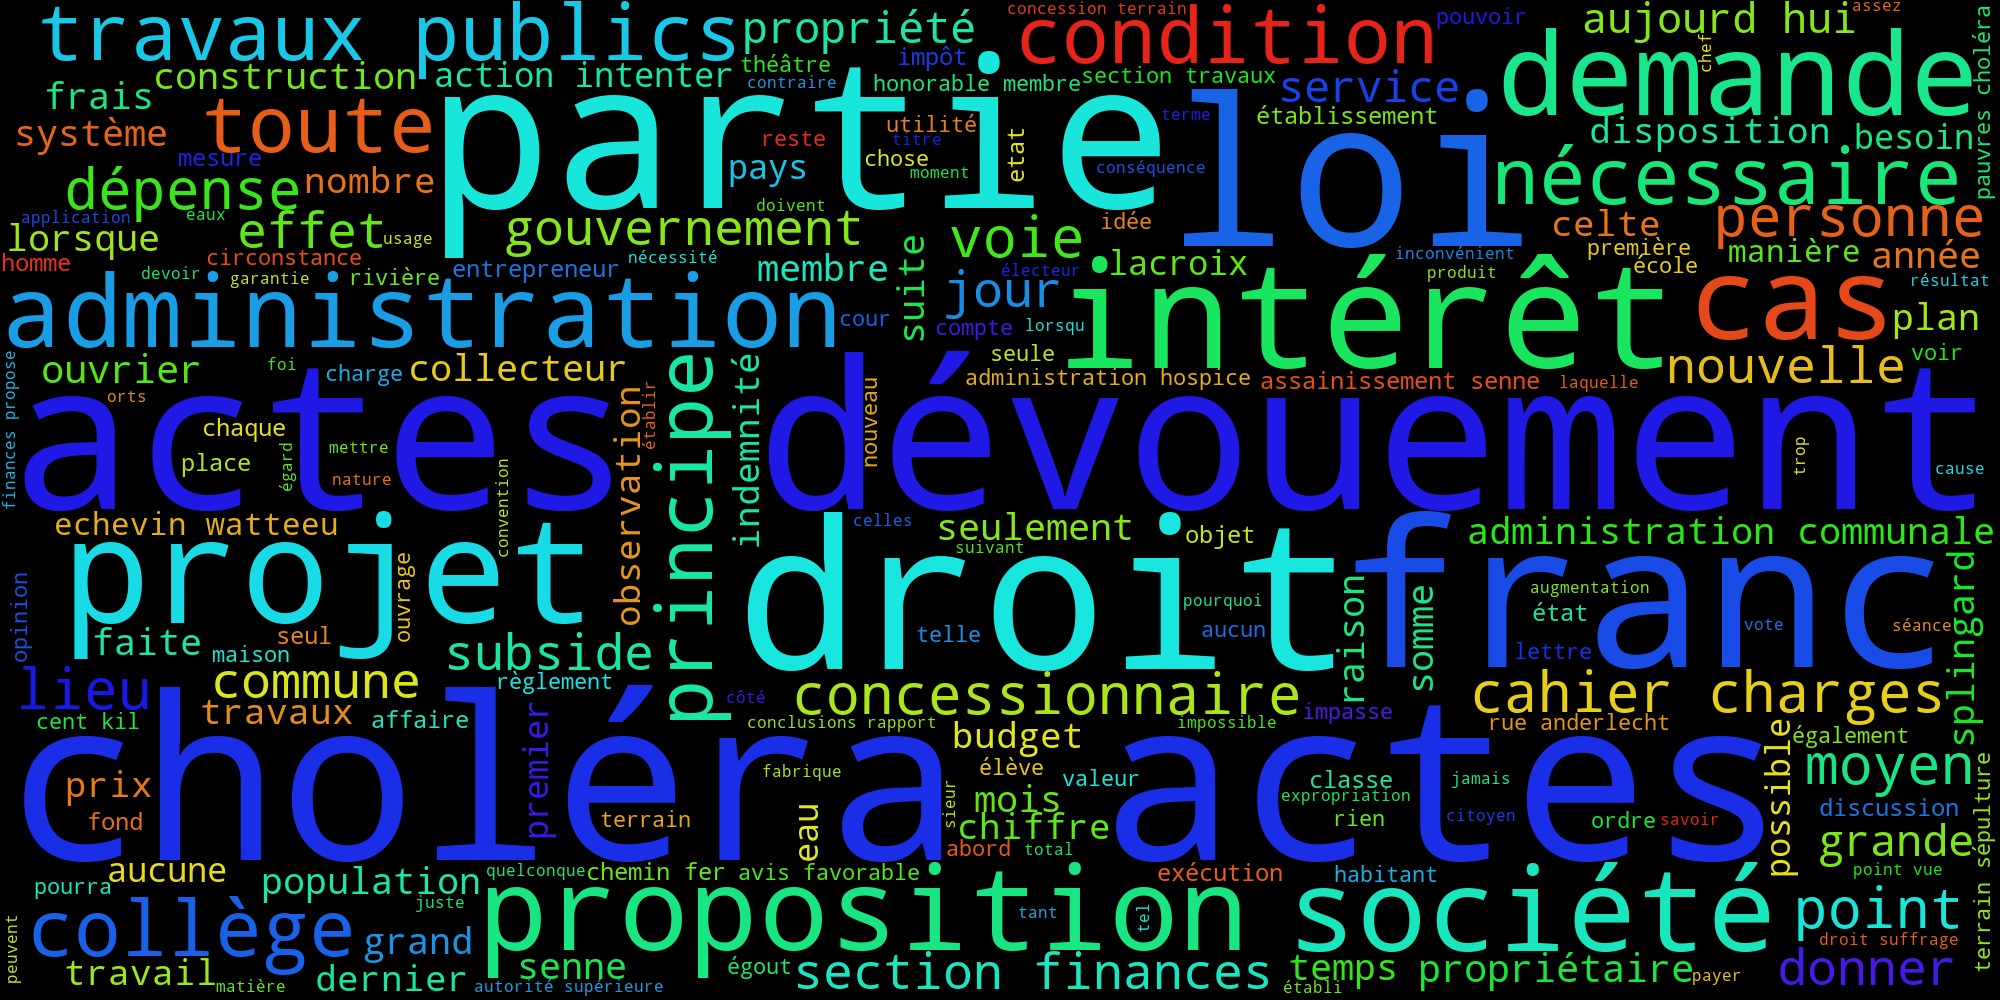 travaux publics
propriété
concession terrain
condition
pouvoir
aujourd hui
assez
construction
action intenter
théâtre
impôt
contraire
honorable membre
section travaux
service
chef
demande
pauvres choléra
frais
toute
partie
loi
système
mesure
reste
utilité
titre
chose
moment
etat
terme
établissement
conséquence
disposition
besoin
nécessaire
dépense
nombre
pays
doivent
application
eaux
effet
usage
gouvernement
voie
idée
celte
personne
lorsque
première
manière
année
homme
circonstance
devoir
garantie
rivière
entrepreneur
nécessité
membre
suite
électeur
lacroix
inconvénient
produit
école
résultat
administration
cour
jour
compte
lorsqu
intérêt
cas
plan
finances propose
ouvrier
foi
charge
collecteur
principe
indemnité
seule
administration hospice
assainissement senne
laquelle
nouvelle
voir
orts
actes
dévouement
observation
établir
nouveau
chaque
place
égard
mettre
nature
convention
trop
cause
echevin watteeu
projet
celles
seulement
suivant
objet
droit
franc
administration communale
opinion
ouvrage
faite
seul
maison
subside
règlement
telle
pourquoi
aucun
raison
somme
augmentation
état
vote
séance
lettre
splingard
lieu
commune
travaux
affaire
cent kil
côté
concessionnaire
conclusions rapport
impossible
impasse
cahier charges
rue anderlecht
également
choléra
actes
premier
budget
possible
moyen
prix
fond
fabrique
élève
valeur
classe
jamais
expropriation
terrain
eau
sieur
mois
chiffre
rien
citoyen
ordre
savoir
discussion
grande
terrain sépulture
aucune
abord
total
pourra
population
quelconque
chemin fer
avis favorable
exécution
habitant
point vue
juste
peuvent
collège
grand
proposition
tant
tel
société
point
droit suffrage
travail
matière
dernier
senne
autorité supérieure
égout
section finances
temps
établi
propriétaire
payer
donner